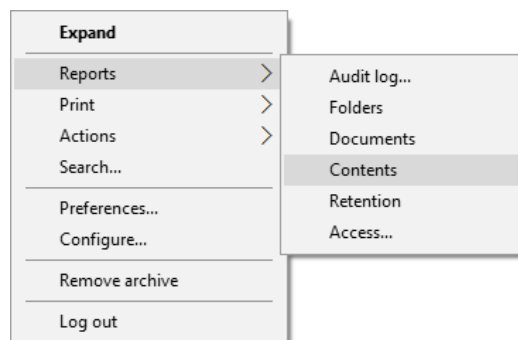 Expand
Reports
Print
Actions
Search...
Preferences...
Configure...
Remove archive
Log out
Audit log...
Folders
Documents
Contents
Retention
Access...